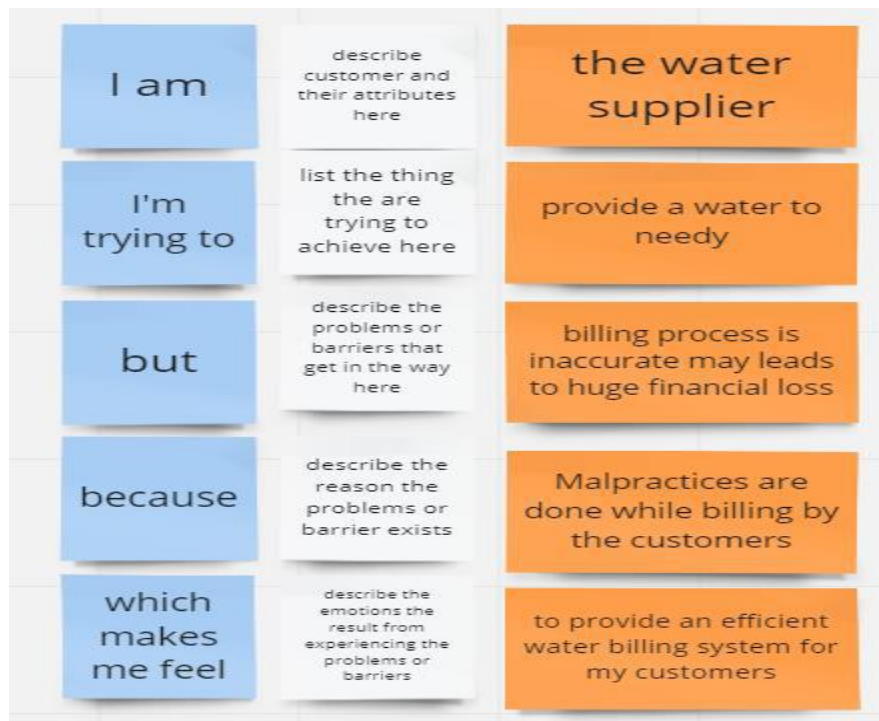 I am
describe
customer and
their attributes
here
the water
supplier
I'm
trying to
list the thing
the are
trying to
achieve here
provide a water to
needy
but
describe the
problems or
barriers that
get in the way
here
billing process is
inaccurate may leads
to huge financial loss
because
describe the
reason the
problems or
barrier exists
Malpractices are
done while billing by
the customers
which
makes
me feel
describe the
emotions the
result from
experiencing the
problems or
barriers
to provide an efficient
water billing system for
my customers